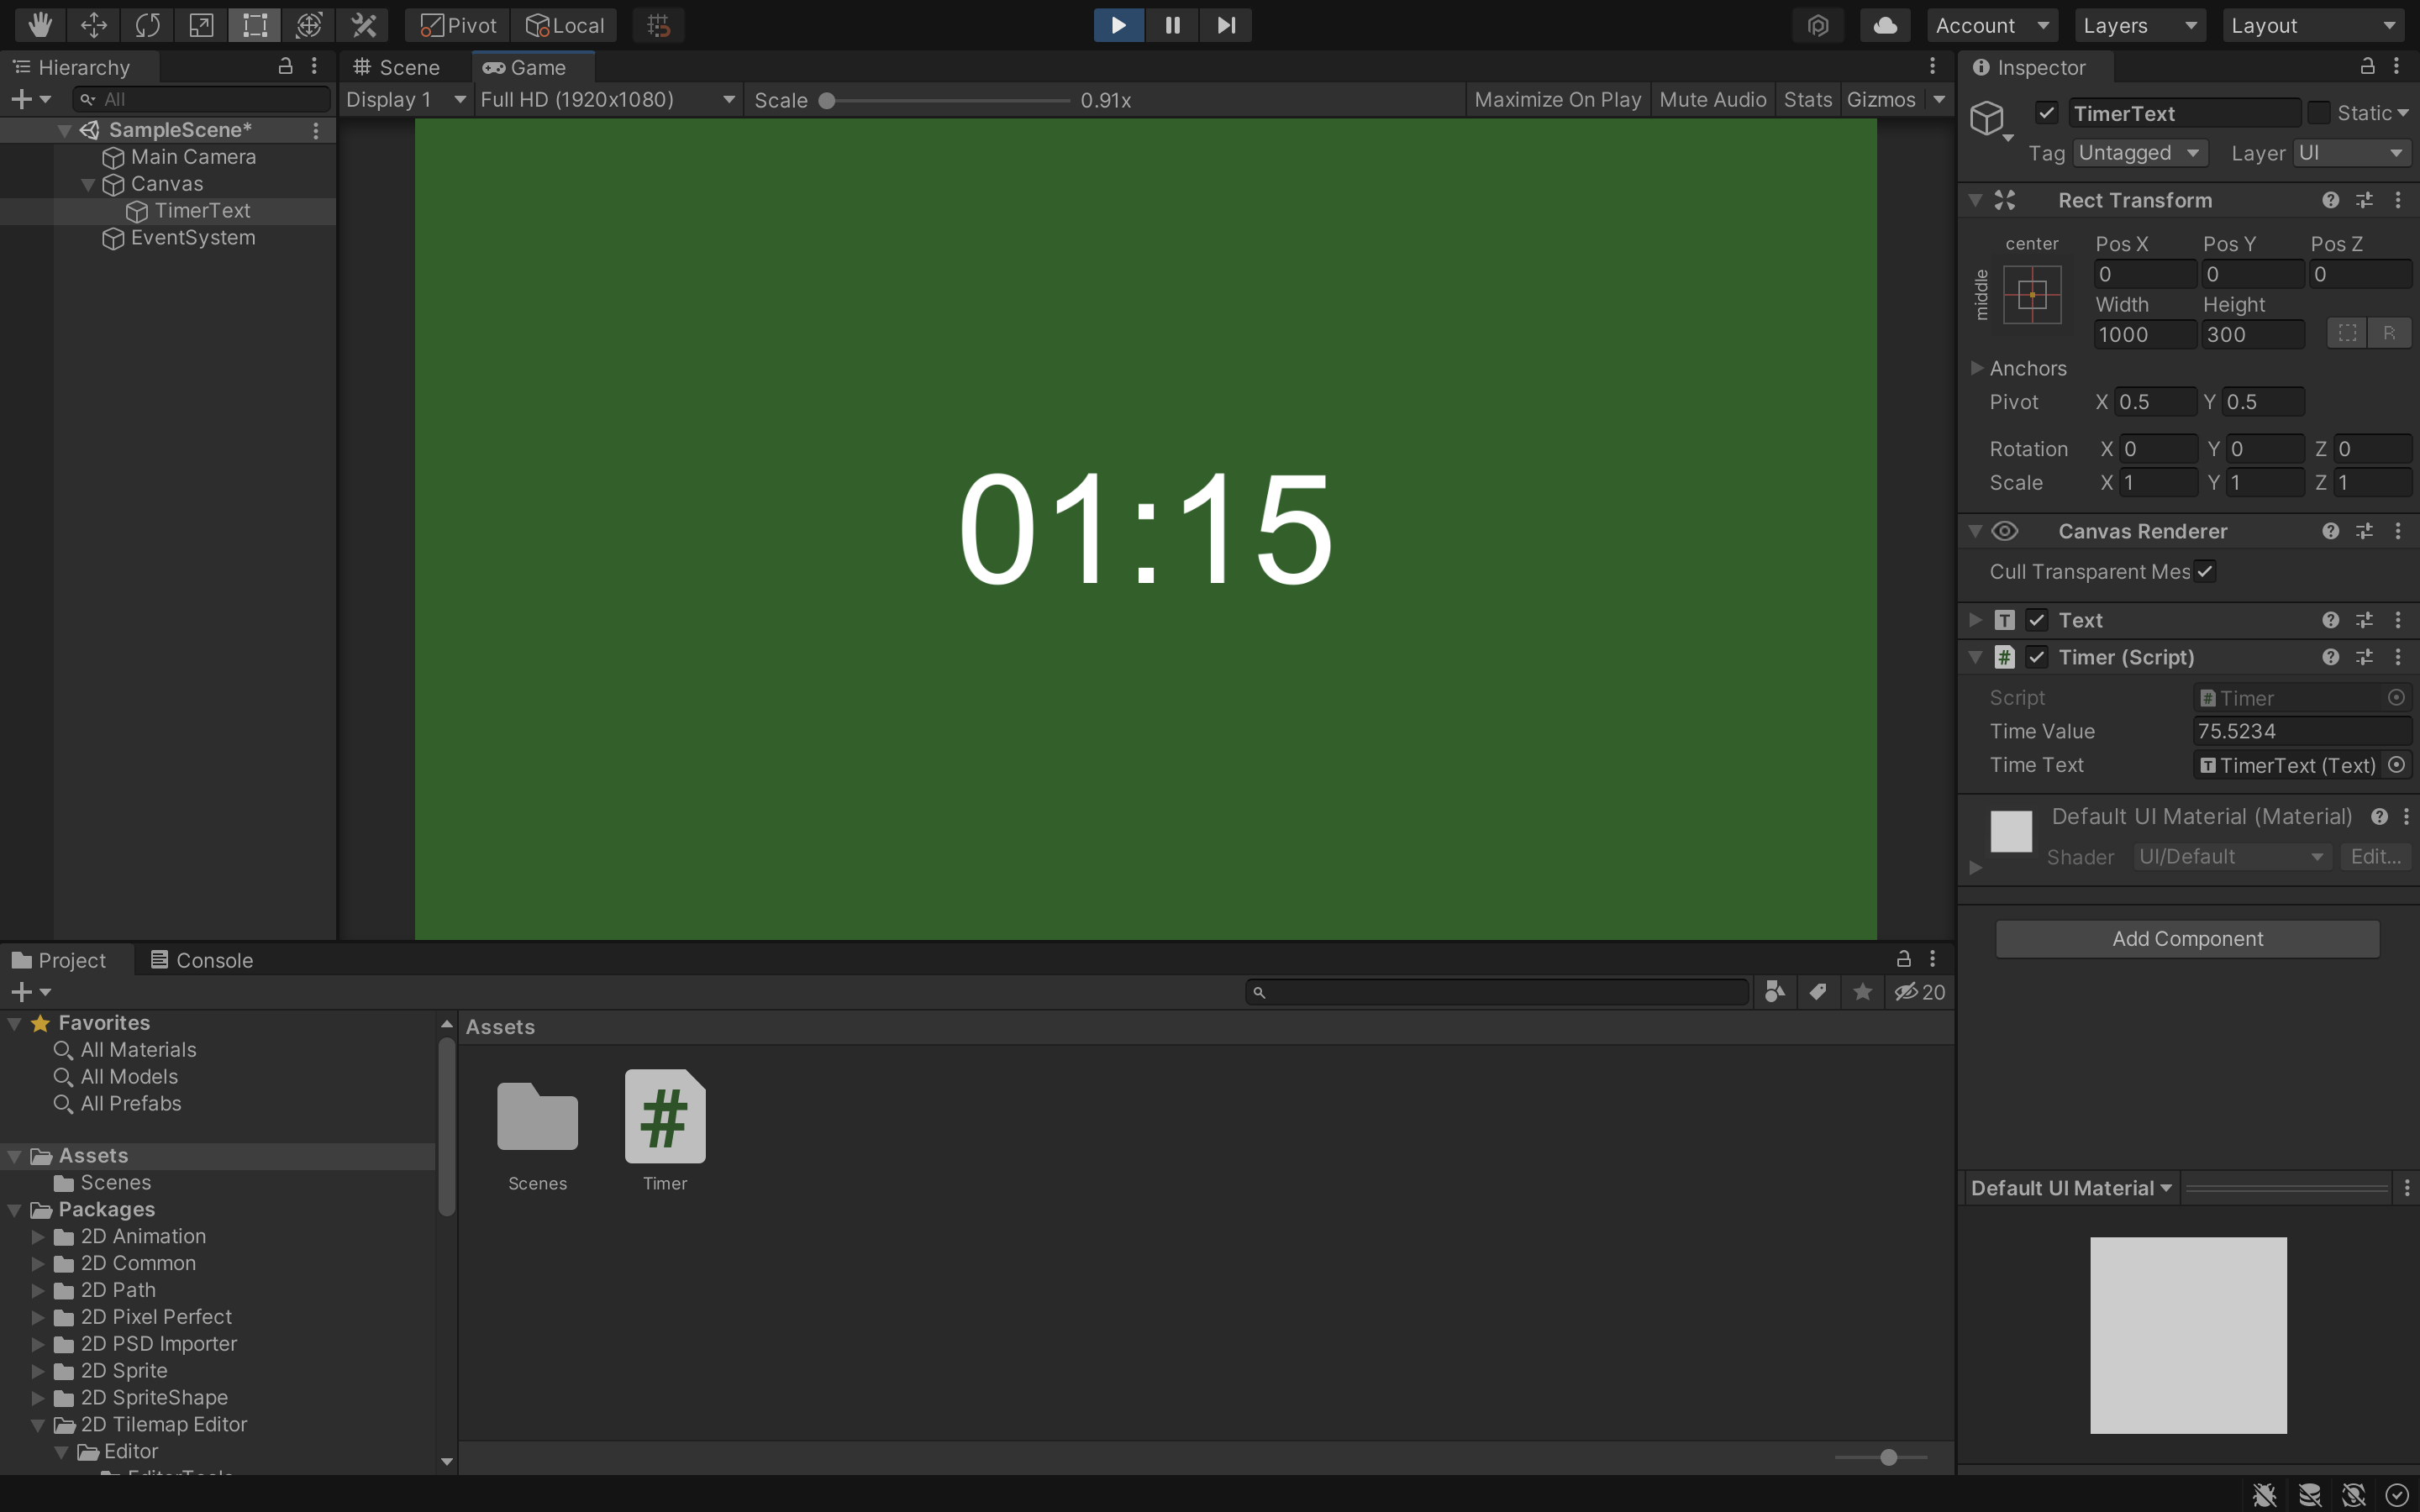 Pivot Local Account Layers Layout
Hierarchy
All
SampleScene*
Main Camera
Canvas
TimerText
EventSystem
Scene Game
Display 1 Full HD (1920x1080) Scale 0.91x Maximize On Play Mute Audio Stats Gizmos
01:15
Inspector
TimerText Static
Tag Untagged Layer UI
Rect Transform
center Pos X Pos Y Pos Z
middle
0 0 0
Width Height
1000 300 R
Anchors
Pivot X 0.5 Y 0.5
Rotation X 0 Y 0 Z 0
Scale X 1 Y 1 Z 1
Canvas Renderer
Cull Transparent Mes
Text
Timer (Script)
Script Timer
Time Value 75.5234
Time Text TimerText (Text)
Default UI Material (Material)
Shader UI/Default Edit...
Add Component
Default UI Material
Project Console
20
Favorites
All Materials
All Models
All Prefabs
Assets
Scenes
Packages
2D Animation
2D Common
2D Path
2D Pixel Perfect
2D PSD Importer
2D Sprite
2D SpriteShape
2D Tilemap Editor
Editor
Assets
Scenes Timer